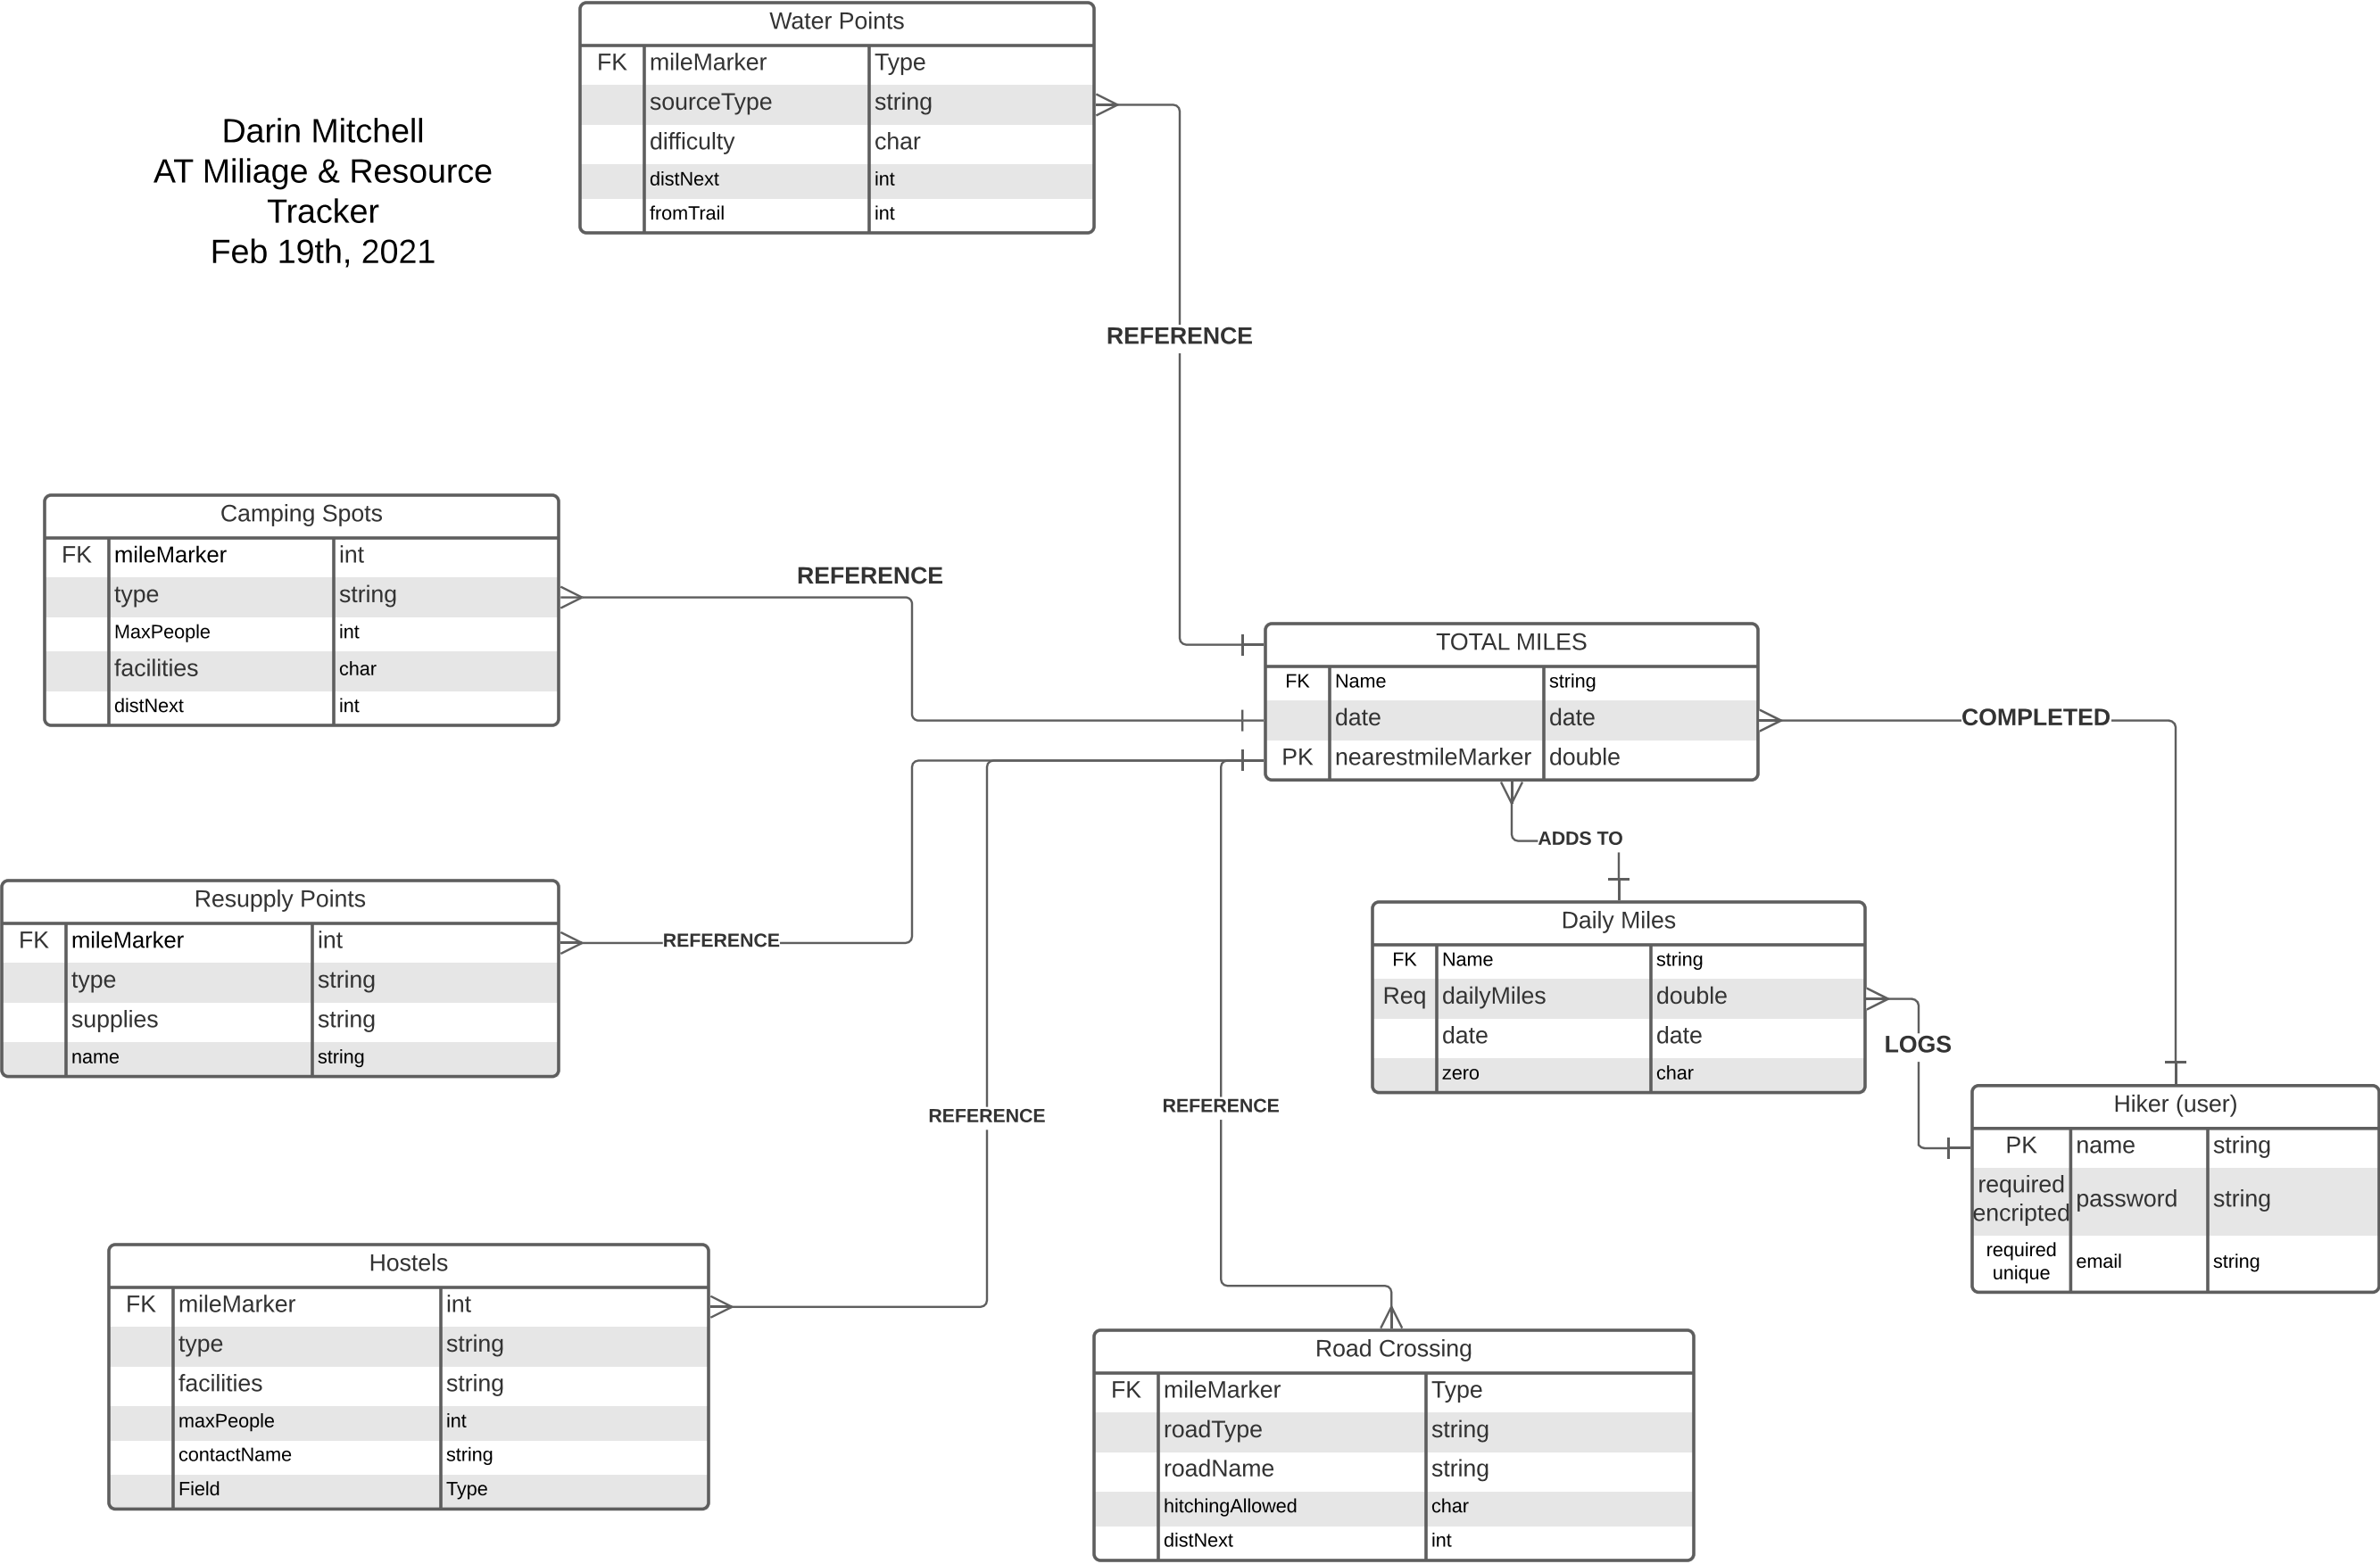 Water Points
FK mileMarker Type
sourceType string
difficulty char
distNext int
fromTrail int
Darin Mitchell
AT Miliage & Resource
Tracker
Feb 19th, 2021
REFERENCE
Camping Spots
FK mileMarker int
type string
MaxPeople int
facilities char
distNext int
REFERENCE
TOTAL MILES
FK Name string
date date
PK nearestmileMarker double
COMPLETED
ADDS TO
Resupply Points
FK mileMarker int
type string
supplies string
name string
REFERENCE
Daily Miles
FK Name string
Req dailyMiles double
date date
zero char
LOGS
REFERENCE
REFERENCE
Hiker (user)
PK name string
required
encripted password string
required
unique email string
Hostels
FK mileMarker int
type string
facilities string
maxPeople int
contactName string
Field Type
Road Crossing
FK mileMarker Type
roadType string
roadName string
hitchingAllowed char
distNext int